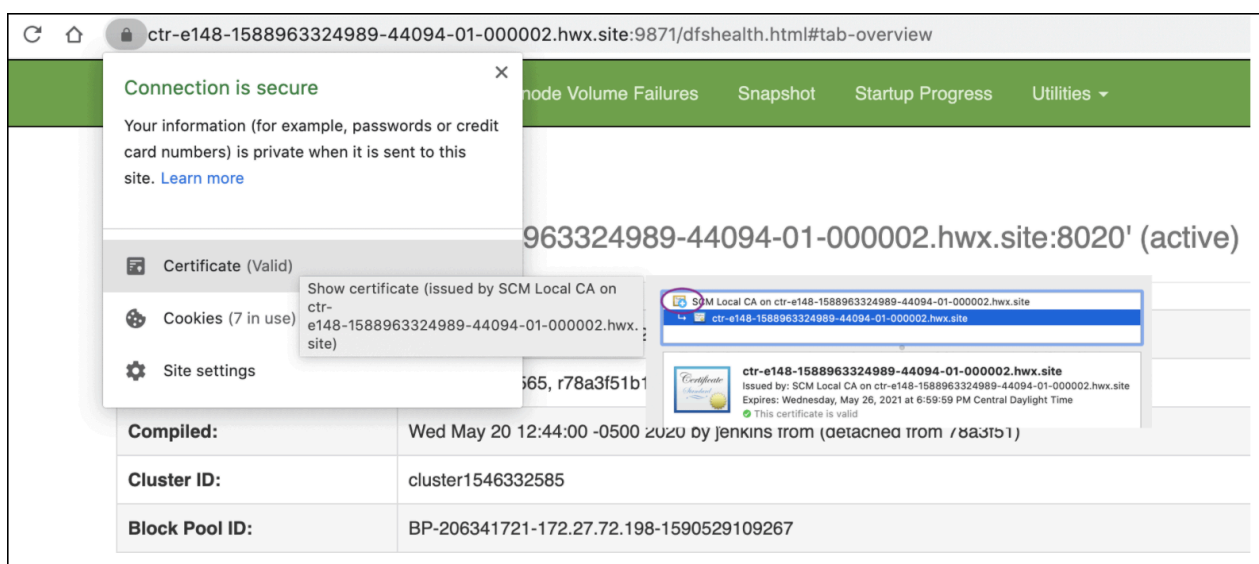 ctr-e148-1588963324989-44094-01-000002.hwx.site:9871/dfshealth.html#tab-overview
node Volume Failures Snapshot Startup Progress Utilities
Connection is secure
Your information (for example, passwords or credit
card numbers) is private when it is sent to this
site. Learn more
963324989-44094-01-000002.hwx.site:8020' (active)
Certificate (Valid)
Show certificate (issued by SCM Local CA on
ctr-
e148-1588963324989-44094-01-000002.hwx.
site)
Cookies (7 in use)
Site settings
SCM Local CA on ctr-e148-1588963324989-44094-01-000002.hwx.site
ctr-e148-1588963324989-44094-01-000002.hwx.site
Certificate
Standard
ctr-e148-1588963324989-44094-01-000002.hwx.site
Issued by: SCM Local CA on ctr-e148-1588963324989-44094-01-000002.hwx.site
Expires: Wednesday, May 26, 2021 at 6:59:59 PM Central Daylight Time
This certificate is valid
565, r78a3f51b1
Compiled: Wed May 20 12:44:00 -0500 2020 by jenkins from (detached from 78a3f51)
Cluster ID: cluster1546332585
Block Pool ID: BP-206341721-172.27.72.198-1590529109267